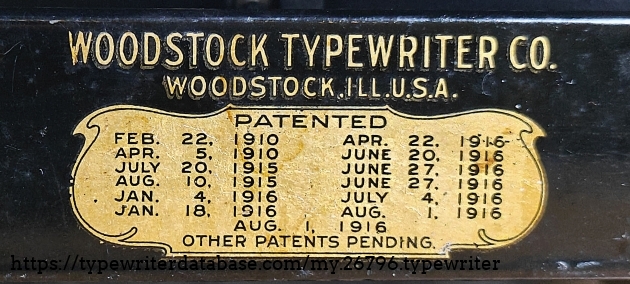 WOODSTOCK TYPEWRITER CO.
WOODSTOCK, ILL. U.S.A.
PATENTED
FEB. 22, 1910 APR. 22, 1916
APR. 5, 1910 JUNE 20, 1916
JULY 20, 1915 JUNE 27, 1916
AUG. 10, 1915 JUNE 27, 1916
JAN. 4, 1916 JULY 4, 1916
JAN. 18, 1916 AUG. 1, 1916
AUG. 1, 1916
OTHER PATENTS PENDING.
https://typewriterdatabase.com/my.26796.typewriter